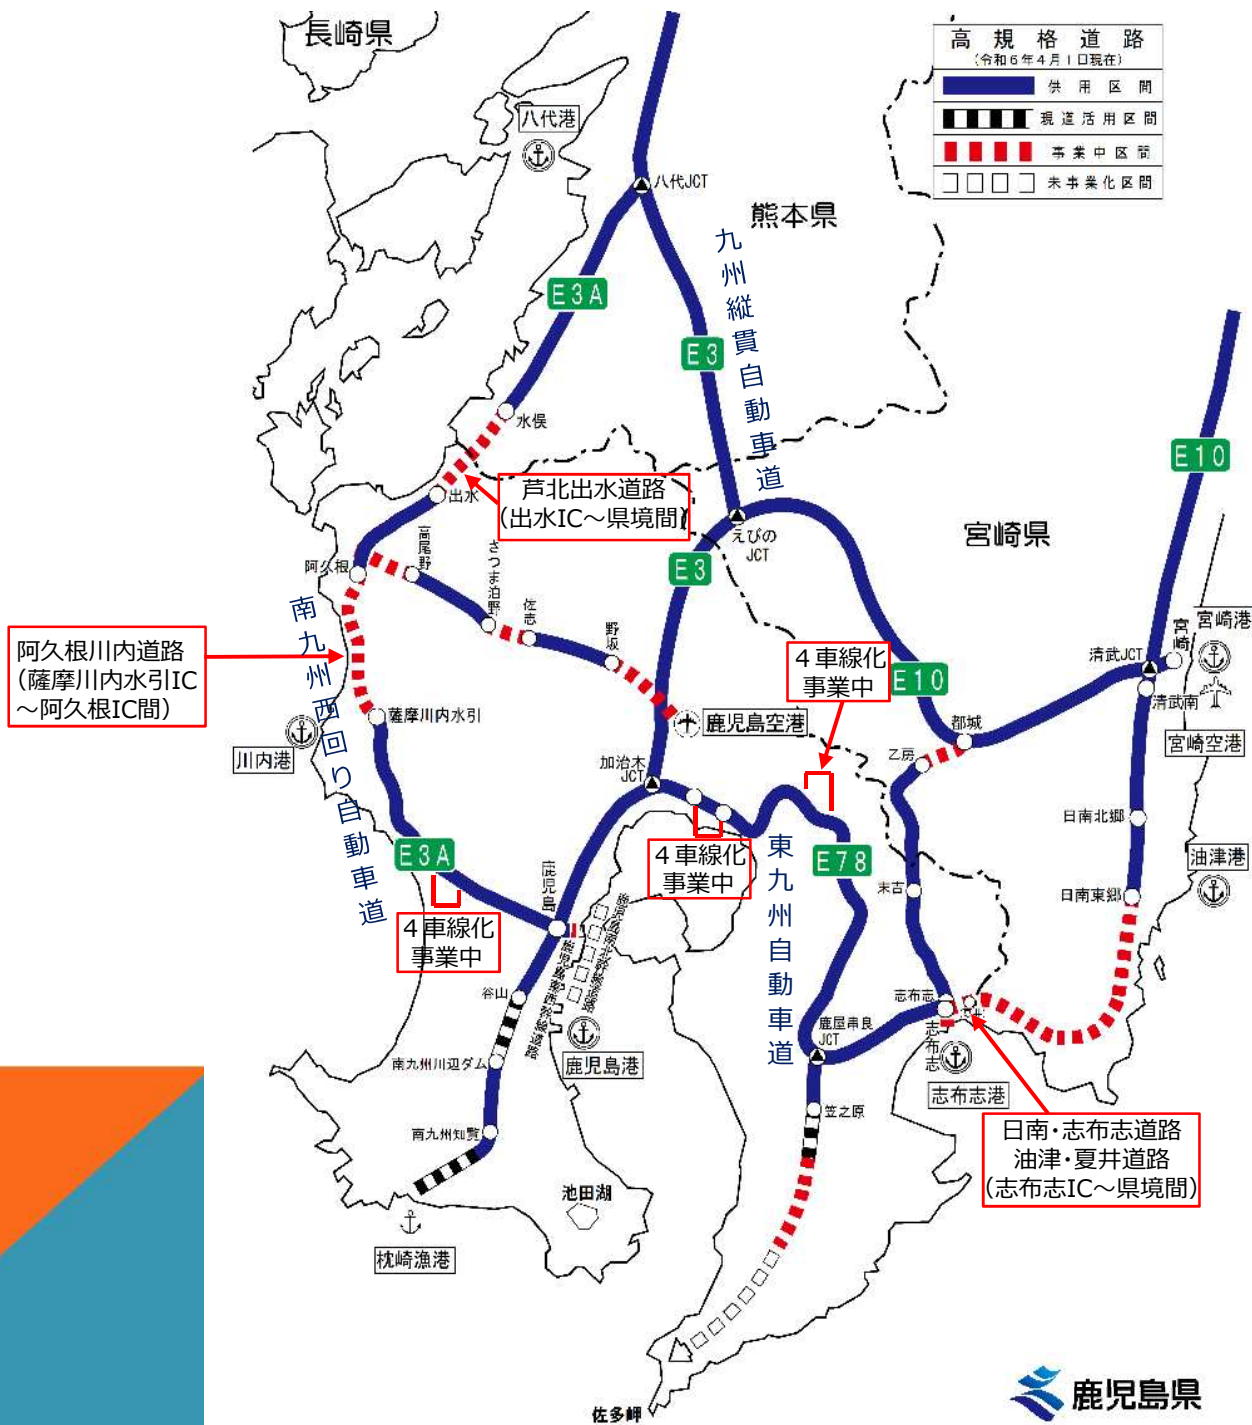 長崎県
高規格道路
(令和6年4月1日現在)
供用区間
現道活用区間
事業中区間
未事業化区間
八代港
八代JCT
熊本県
九州縦貫自動車道
E3A
E3
水俣
E10
出水
芦北出水道路
(出水IC～県境間)
えびの
JCT
宮崎県
高尾野
さつま泊野
阿久根
E3
佐志
野坂
南九州西回り自動車道
阿久根川内道路
(薩摩川内水引IC
～阿久根IC間)
4車線化
事業中
E10
清武JCT
宮崎
宮崎港
清武南
宮崎空港
薩摩川内水引
鹿児島空港
都城
乙房
川内港
加治木
JCT
日南北郷
4車線化
事業中
東九州自動車道
E78
E3A
油津港
日南東郷
末吉
鹿児島
4車線化
事業中
鹿児島南北幹線道路
谷山
志布志
鹿屋串良
JCT
志布志
南九州川辺ダム
鹿児島港
志布志港
笠之原
南九州知覧
日南・志布志道路
油津・夏井道路
(志布志IC～県境間)
池田湖
枕崎漁港
佐多岬
鹿児島県